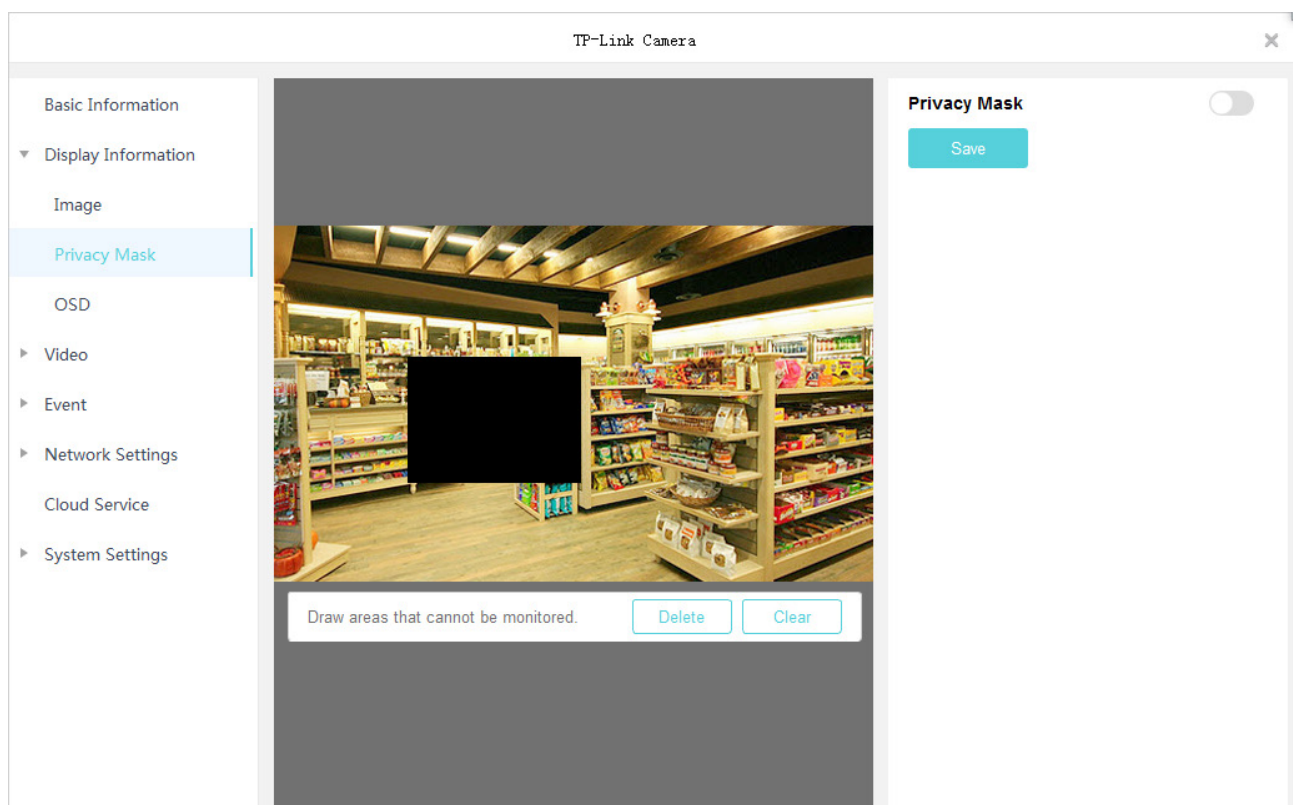 TP-Link Camera
Basic Information
Display Information
Image
Privacy Mask
OSD
Video
Event
Network Settings
Cloud Service
System Settings
Draw areas that cannot be monitored.
Delete
Clear
Privacy Mask
Save